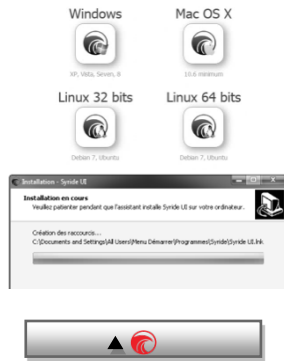 Windows
Mac OS X
XP, Vista, Seven, 8
10.6 minimum
Linux 32 bits
Linux 64 bits
Debian 7, Ubuntu
Debian 7, Ubuntu
Installation - Syride UI
Installation en cours
Veuillez patienter pendant que l'assistant installe Syride UI sur votre ordinateur.
Création des raccourcis...
C:\Documents and Settings\All Users\Menu Démarrer\Programmes\Syride\Syride UI.lnk